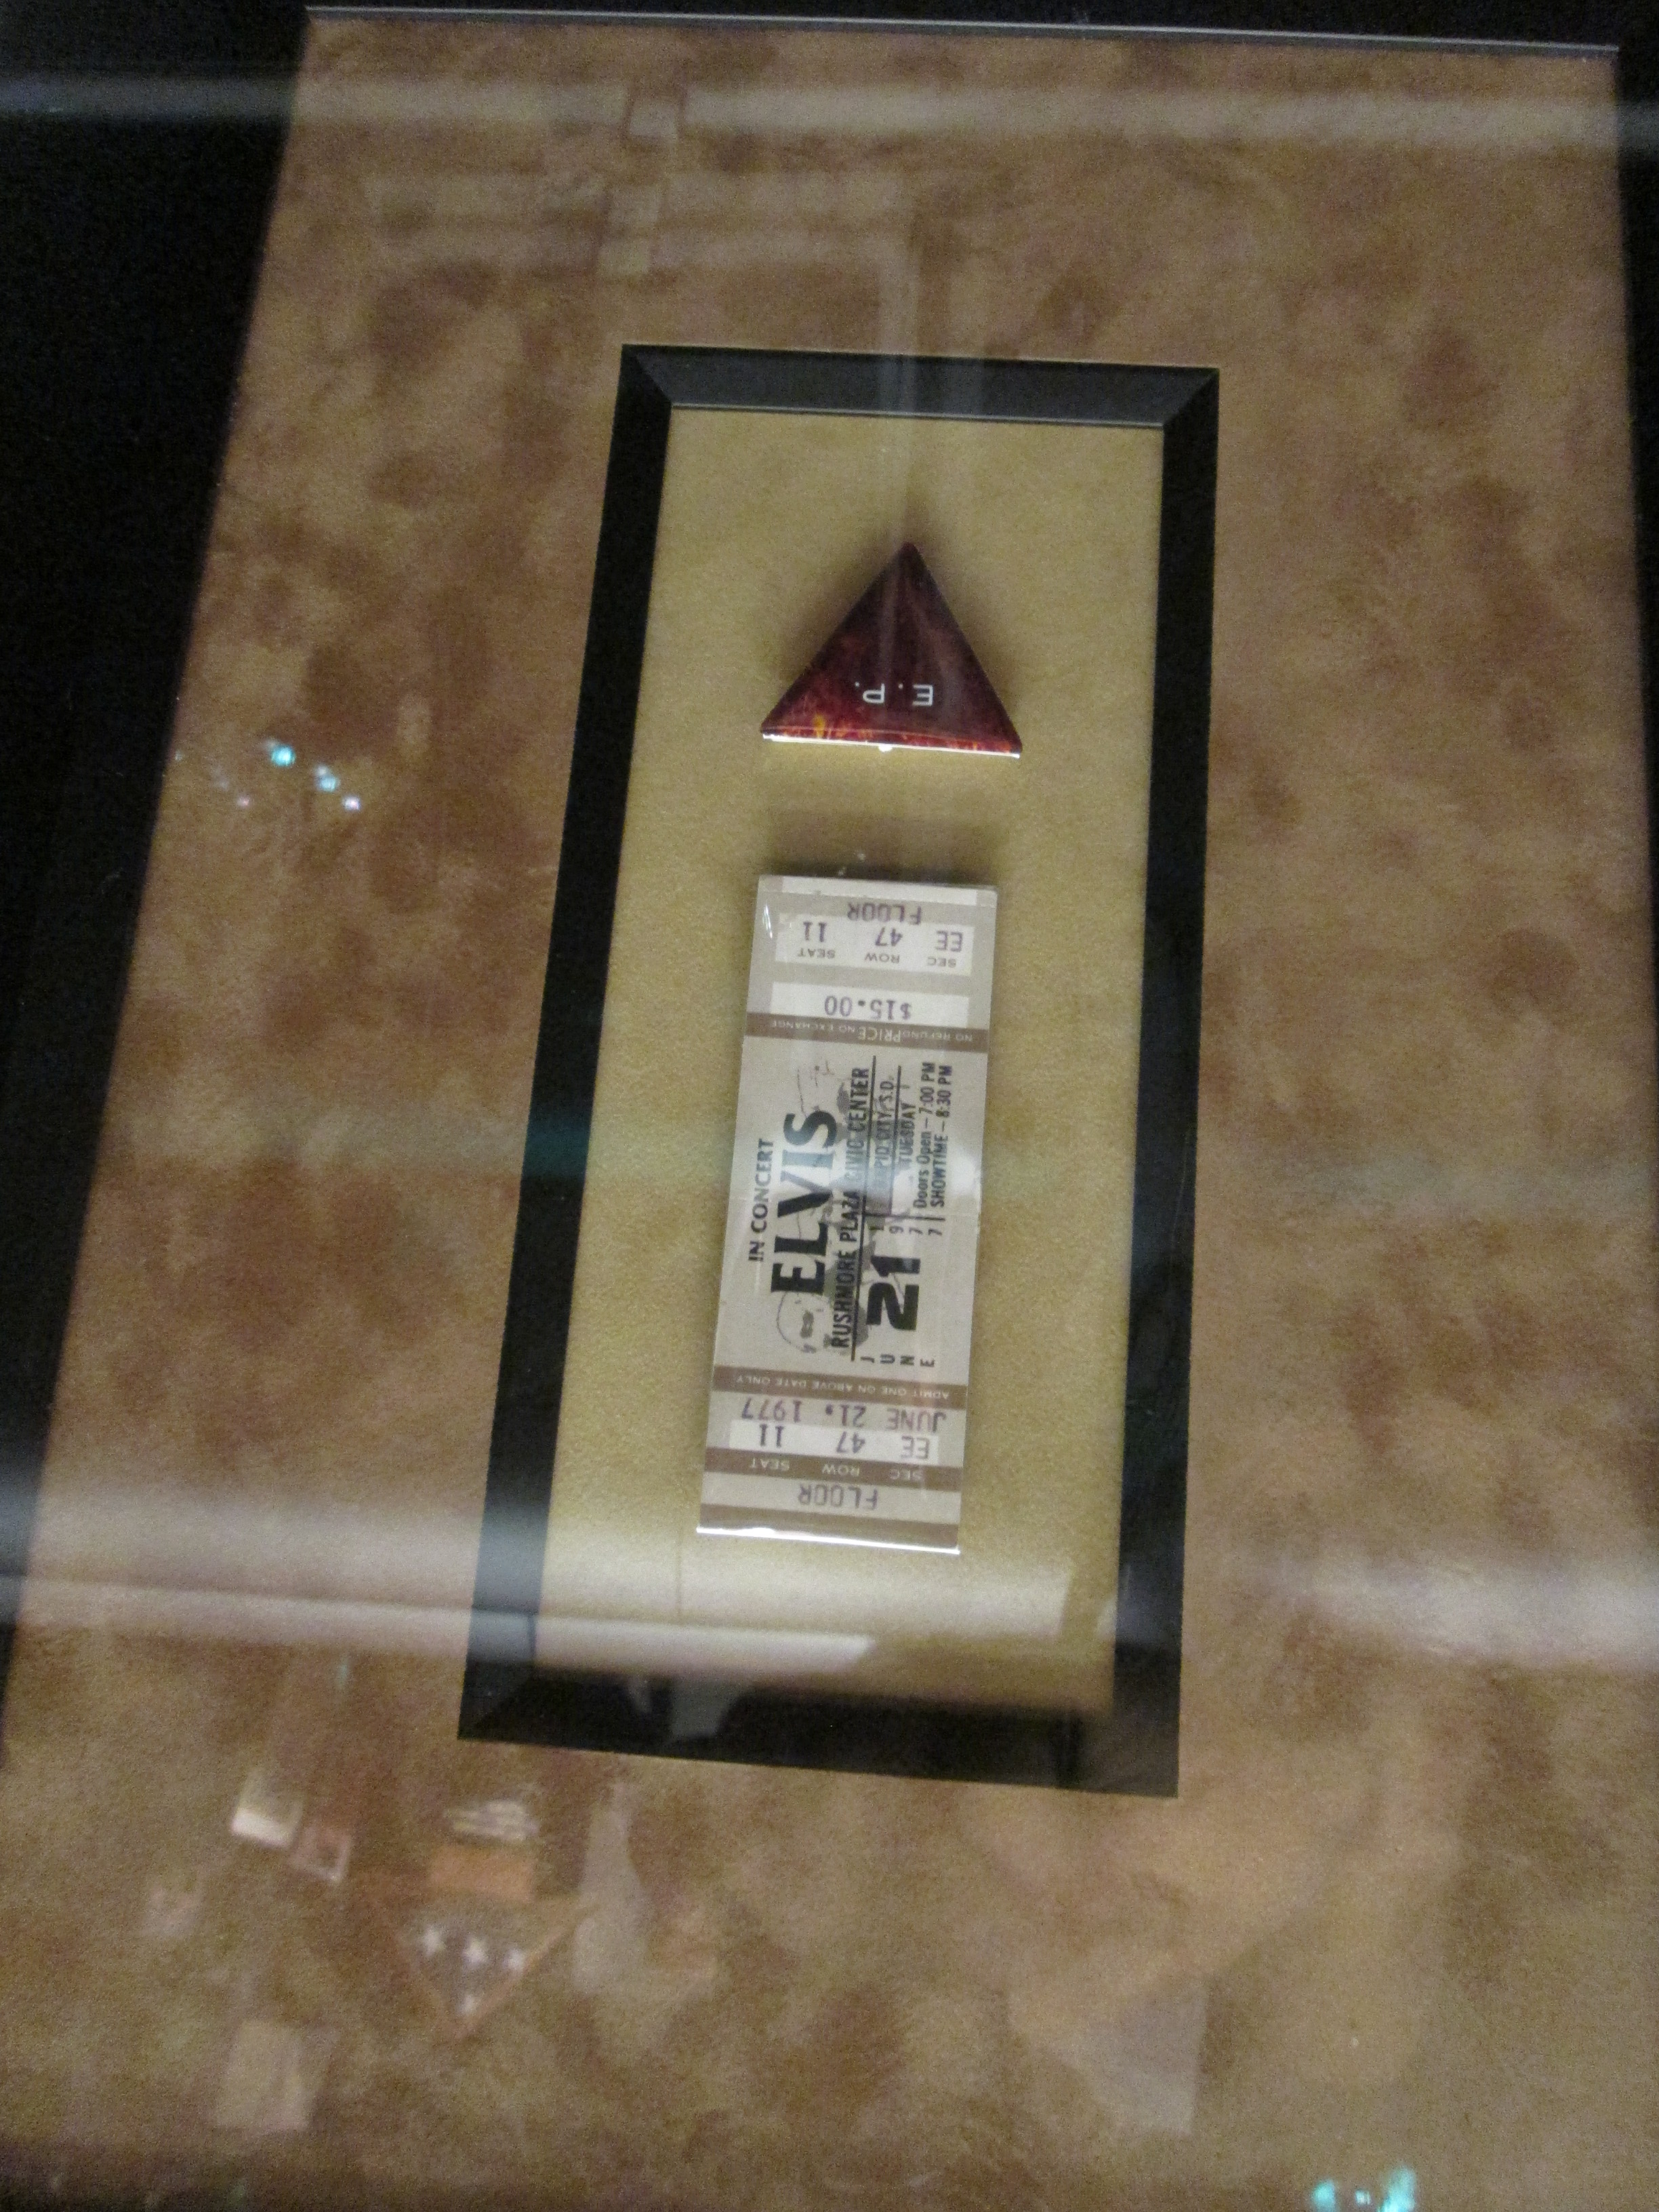 E. P.
FLOOR
SEC ROW SEAT
EE 47 11
JUNE 21, 1977
ADMIT ONE ON ABOVE DATE ONLY
IN CONCERT
ELVIS
RUSHMORE PLAZA CIVIC CENTER
RAPID CITY, S.D.
JUNE 21 1977 TUESDAY
Doors Open-7:00 PM
SHOWTIME-8:30 PM
NO REFUND PRICE NO EXCHANGE
$15.00
SEC ROW SEAT
EE 47 11
FLOOR